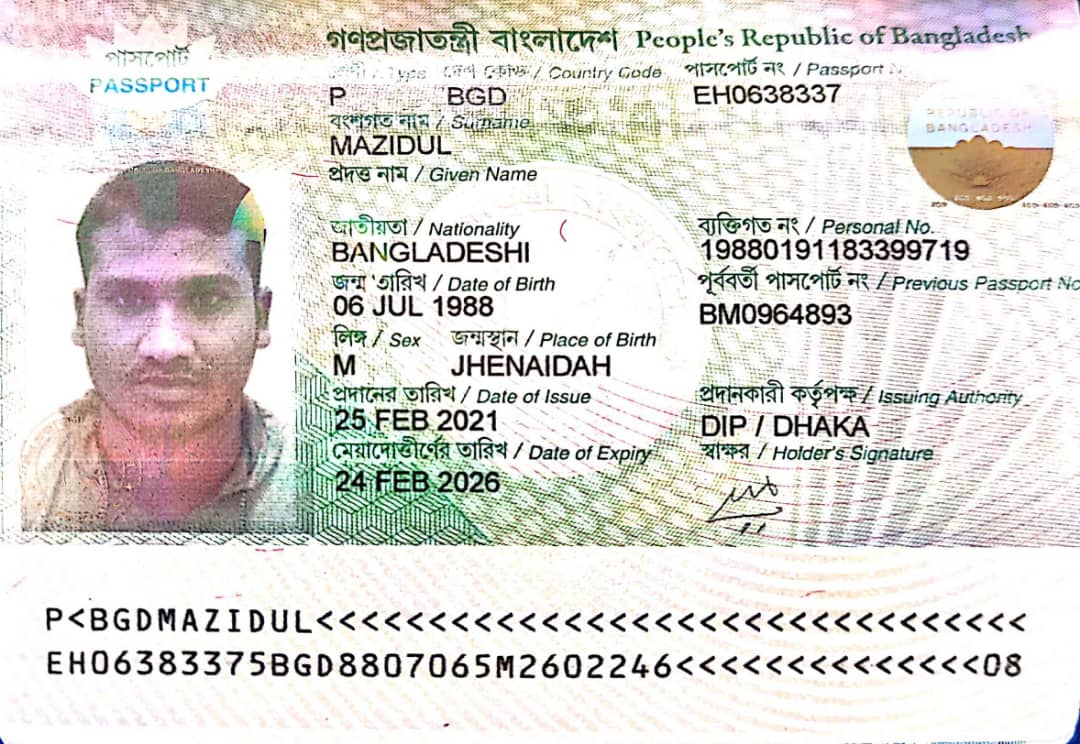 পাসপোর্ট
PASSPORT
গণপ্রজাতন্ত্রী বাংলাদেশ People's Republic of Bangladesh
Type দেশ কোড / Country Code পাসপোর্ট নং / Passport
P BGD EH0638337
বংশগত নাম / Surname
MAZIDUL
REPUBLIC OF
BANGLADESH
প্রদত্ত নাম / Given Name
জাতীয়তা / Nationality ব্যক্তিগত নং / Personal No.
BANGLADESHI 19880191183399719
জন্ম তারিখ / Date of Birth পূর্ববর্তী পাসপোর্ট নং / Previous Passport No
06 JUL 1988 BM0964893
লিঙ্গ / Sex জন্মস্থান / Place of Birth
M JHENAIDAH
প্রদানের তারিখ / Date of Issue প্রদানকারী কর্তৃপক্ষ / Issuing Authority
25 FEB 2021 DIP / DHAKA
মেয়াদোত্তীর্ণের তারিখ / Date of Expiry স্বাক্ষর / Holder's Signature
24 FEB 2026
P<BGDMAZIDUL<<<<<<<<<<<<<<<<<<<<<<<<<<<<<<<<
EH06383375BGD8807065M2602246<<<<<<<<<<<<<<08